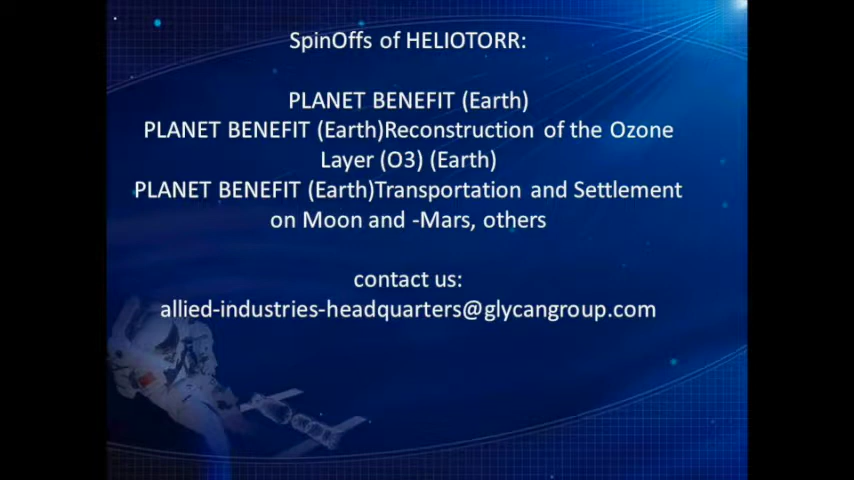 SpinOffs of HELIOTORR:
PLANET BENEFIT (Earth)
PLANET BENEFIT (Earth)Reconstruction of the Ozone
Layer (O3) (Earth)
PLANET BENEFIT (Earth)Transportation and Settlement
on Moon and -Mars, others
contact us:
allied-industries-headquarters@glycangroup.com